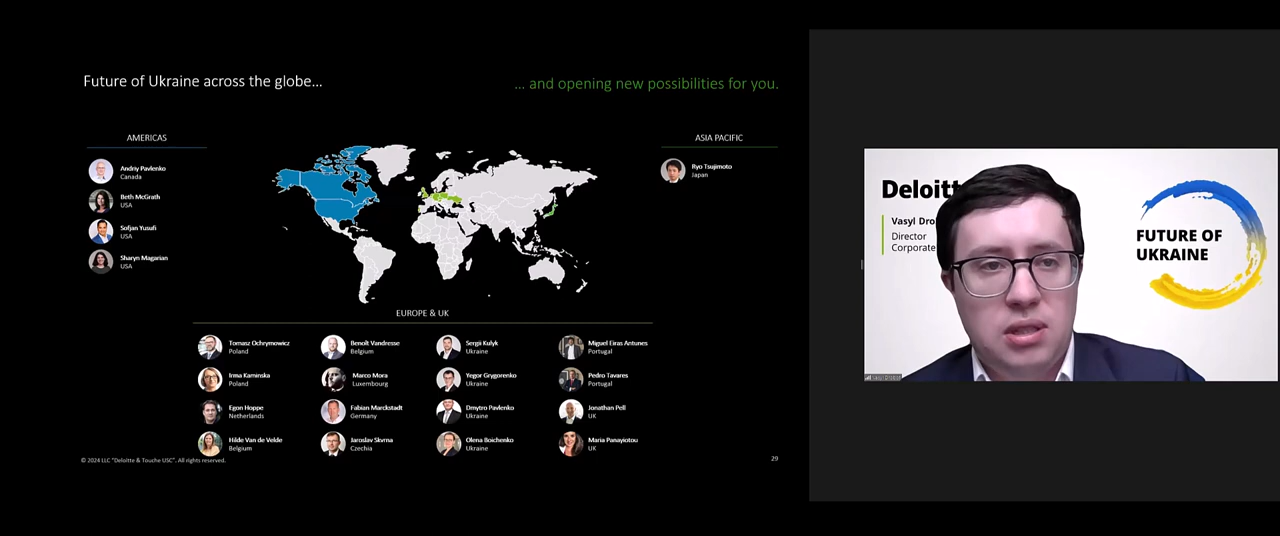 Future of Ukraine across the globe...
... and opening new possibilities for you.
AMERICAS
Andriy Pavlenko
Canada
Beth McGrath
USA
Sofjan Yusufi
USA
Sharyn Magarian
USA
ASIA PACIFIC
Ryo Tsujimoto
Japan
EUROPE & UK
Tomasz Ochrymowicz
Poland
Irma Kaminska
Poland
Egon Hoppe
Netherlands
Hilde Van de Velde
Belgium
Benoît Vandresse
Belgium
Marco Mora
Luxembourg
Fabian Marckstadt
Germany
Jaroslav Skvrna
Czechia
Sergii Kulyk
Ukraine
Yegor Grygorenko
Ukraine
Dmytro Pavlenko
Ukraine
Olena Boichenko
Ukraine
Miguel Eiras Antunes
Portugal
Pedro Tavares
Portugal
Jonathan Pell
UK
Maria Panayiotou
UK
© 2024 LLC "Deloitte & Touche USC". All rights reserved.
29
Deloitt
Vasyl Dro
Director
Corporate
FUTURE OF
UKRAINE